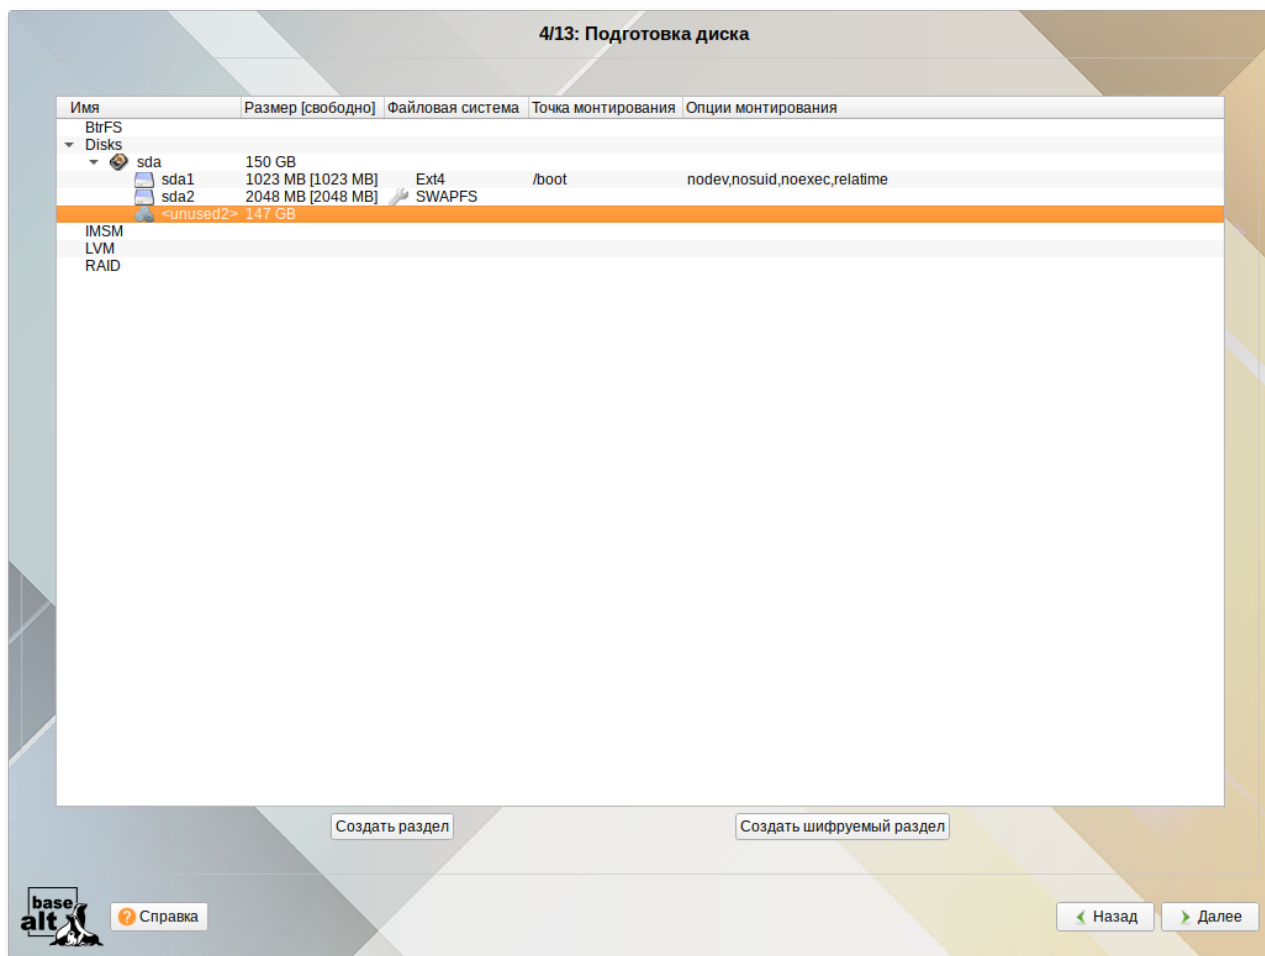 4/13: Подготовка диска
Имя Размер [свободно] Файловая система Точка монтирования Опции монтирования
BtrFS
Disks
sda 150 GB
sda1 1023 MB [1023 MB] Ext4 /boot nodev,nosuid,noexec,relatime
sda2 2048 MB [2048 MB] SWAPFS
<unused2> 147 GB
IMSM
LVM
RAID
Создать раздел Создать шифруемый раздел
base
alt
Справка Назад Далее